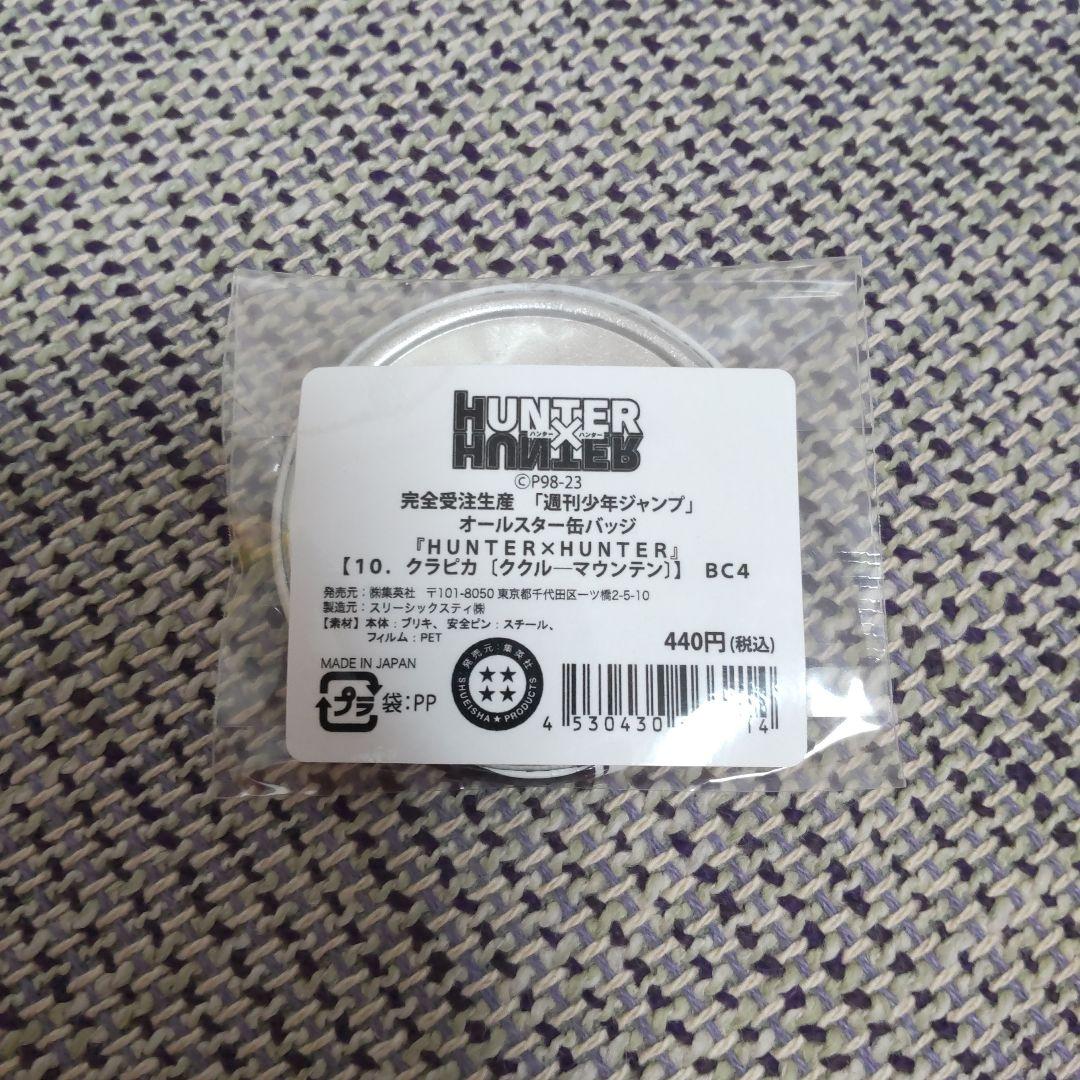 HUNTER
ハンター×ハンター
HUNTER
©P98-23
完全受注生産 「週刊少年ジャンプ」
オールスター缶バッジ
『HUNTER×HUNTER』
【10．クラピカ〔ククル―マウンテン〕】 BC4
発売元：㈱集英社 〒101-8050 東京都千代田区一ツ橋2-5-10
製造元：スリーシックスティ㈱
【素材】本体：ブリキ、安全ピン：スチール、
フィルム：PET
440円(税込)
MADE IN JAPAN
プラ 袋：PP
発売元：集英社
SHUEISHA★PRODUCTS
4 530430 14